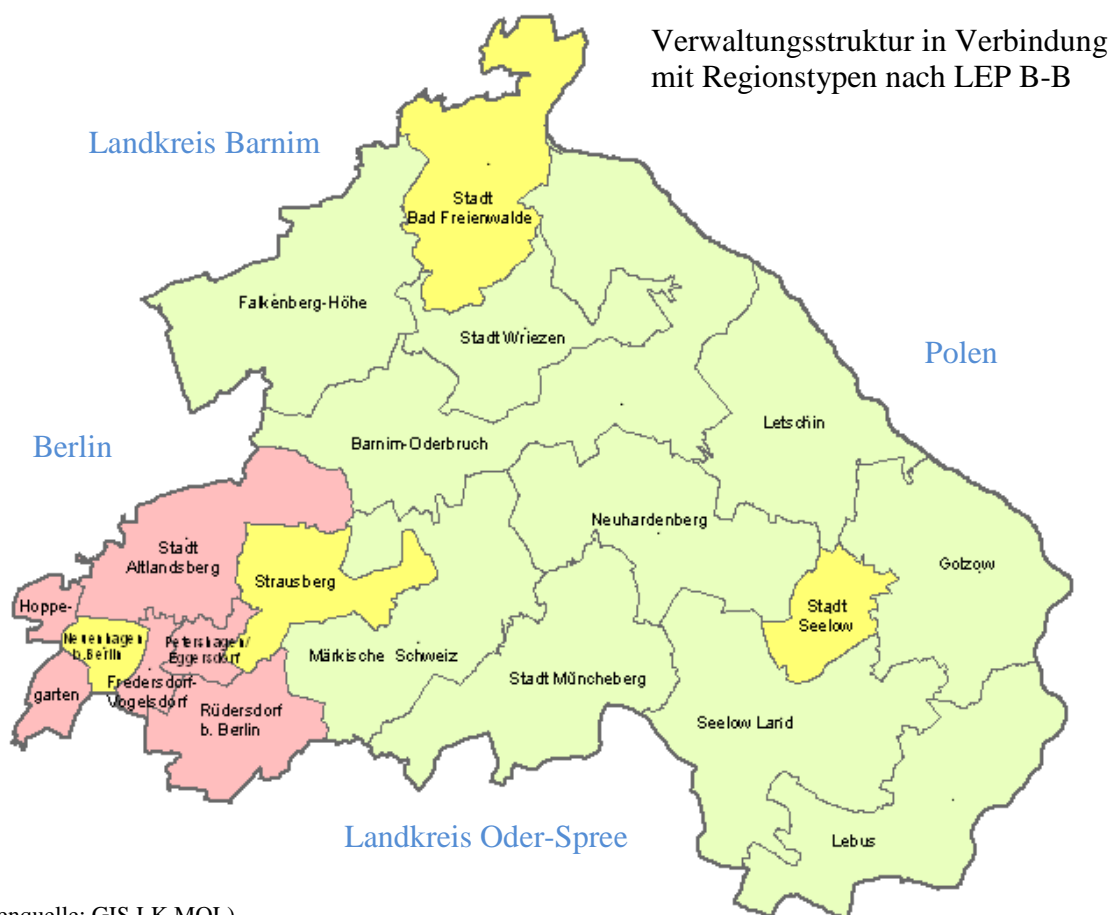 Verwaltungsstruktur in Verbindung
mit Regionstypen nach LEP B-B
Landkreis Barnim
Stadt
Bad Freienwalde
Falkenberg-Höhe
Stadt Wriezen
Polen
Letschin
Berlin
Barnim-Oderbruch
Neuhardenberg
Stadt
Altlandsberg
Golzow
Strausberg
Hoppe-
Stadt
Seelow
Neuenhagen
b. Berlin
Petershagen/
Eggersdorf
Märkische Schweiz
Stadt Müncheberg
garten
Fredersdorf-
Vogelsdorf
Rüdersdorf
b. Berlin
Seelow Land
Landkreis Oder-Spree
Lebus
enquelle: GIS LK MOL)